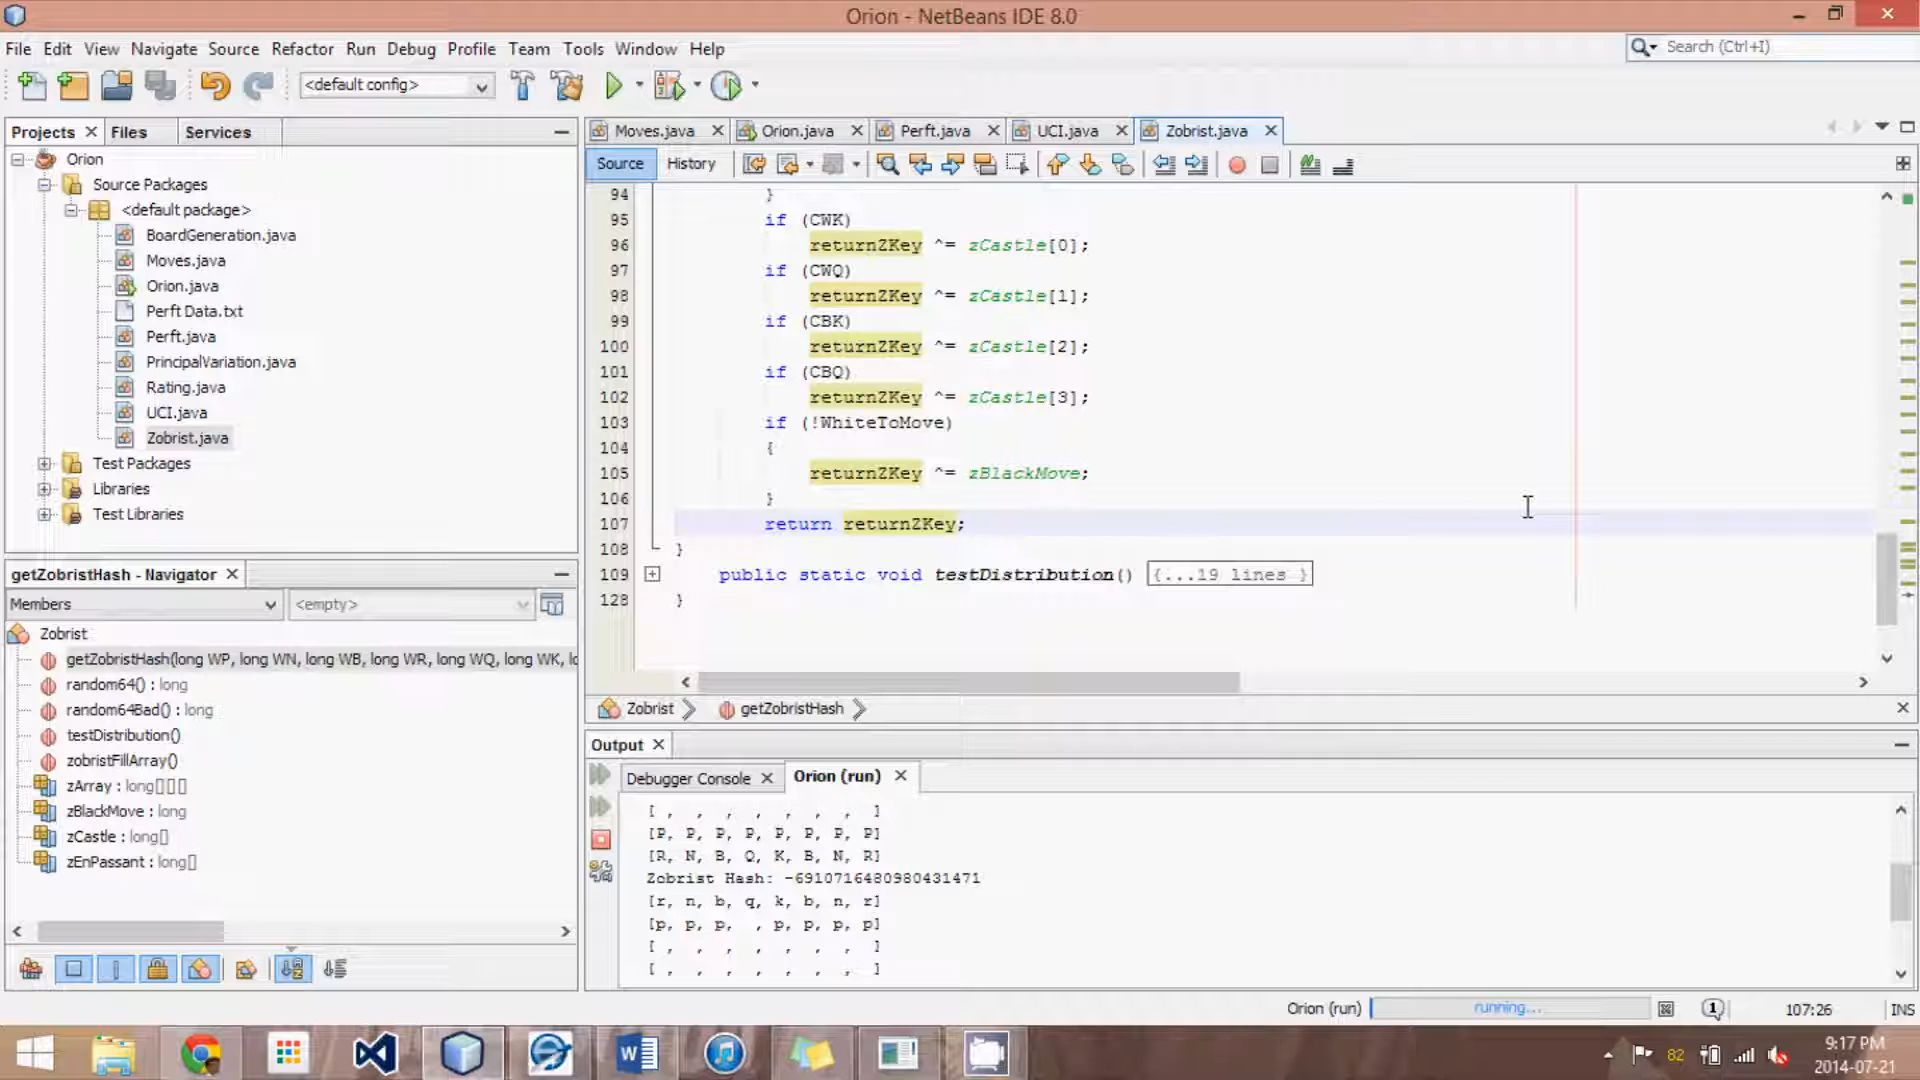 Orion - NetBeans IDE 8.0
File Edit View Navigate Source Refactor Run Debug Profile Team Tools Window Help
Search (Ctrl+I)
<default config>
Projects Files Services
Moves.java Orion.java Perft.java UCI.java Zobrist.java
Source History
Orion
Source Packages
<default package>
BoardGeneration.java
Moves.java
Orion.java
Perft Data.txt
Perft.java
PrincipalVariation.java
Rating.java
UCI.java
Zobrist.java
Test Packages
Libraries
Test Libraries
94 }
95 if (CWK)
96 returnZKey ^= zCastle[0];
97 if (CWQ)
98 returnZKey ^= zCastle[1];
99 if (CBK)
100 returnZKey ^= zCastle[2];
101 if (CBQ)
102 returnZKey ^= zCastle[3];
103 if (!WhiteToMove)
104 {
105 returnZKey ^= zBlackMove;
106 }
107 return returnZKey;
108 }
109 public static void testDistribution() {...19 lines }
128 }
Zobrist getZobristHash
getZobristHash - Navigator
Members <empty>
Zobrist
getZobristHash(long WP, long WN, long WB, long WR, long WQ, long WK, lo
random64() : long
random64Bad() : long
testDistribution()
zobristFillArray()
zArray : long[][][]
zBlackMove : long
zCastle : long[]
zEnPassant : long[]
Output
Debugger Console Orion (run)
[ , , , , , , , ]
[P, P, P, P, P, P, P, P]
[R, N, B, Q, K, B, N, R]
Zobrist Hash: -6910716480980431471
[r, n, b, q, k, b, n, r]
[p, p, p, , p, p, p, p]
[ , , , , , , , ]
[ , , , , , , , ]
Orion (run) running... 1 107:26 INS
82
9:17 PM
2014-07-21